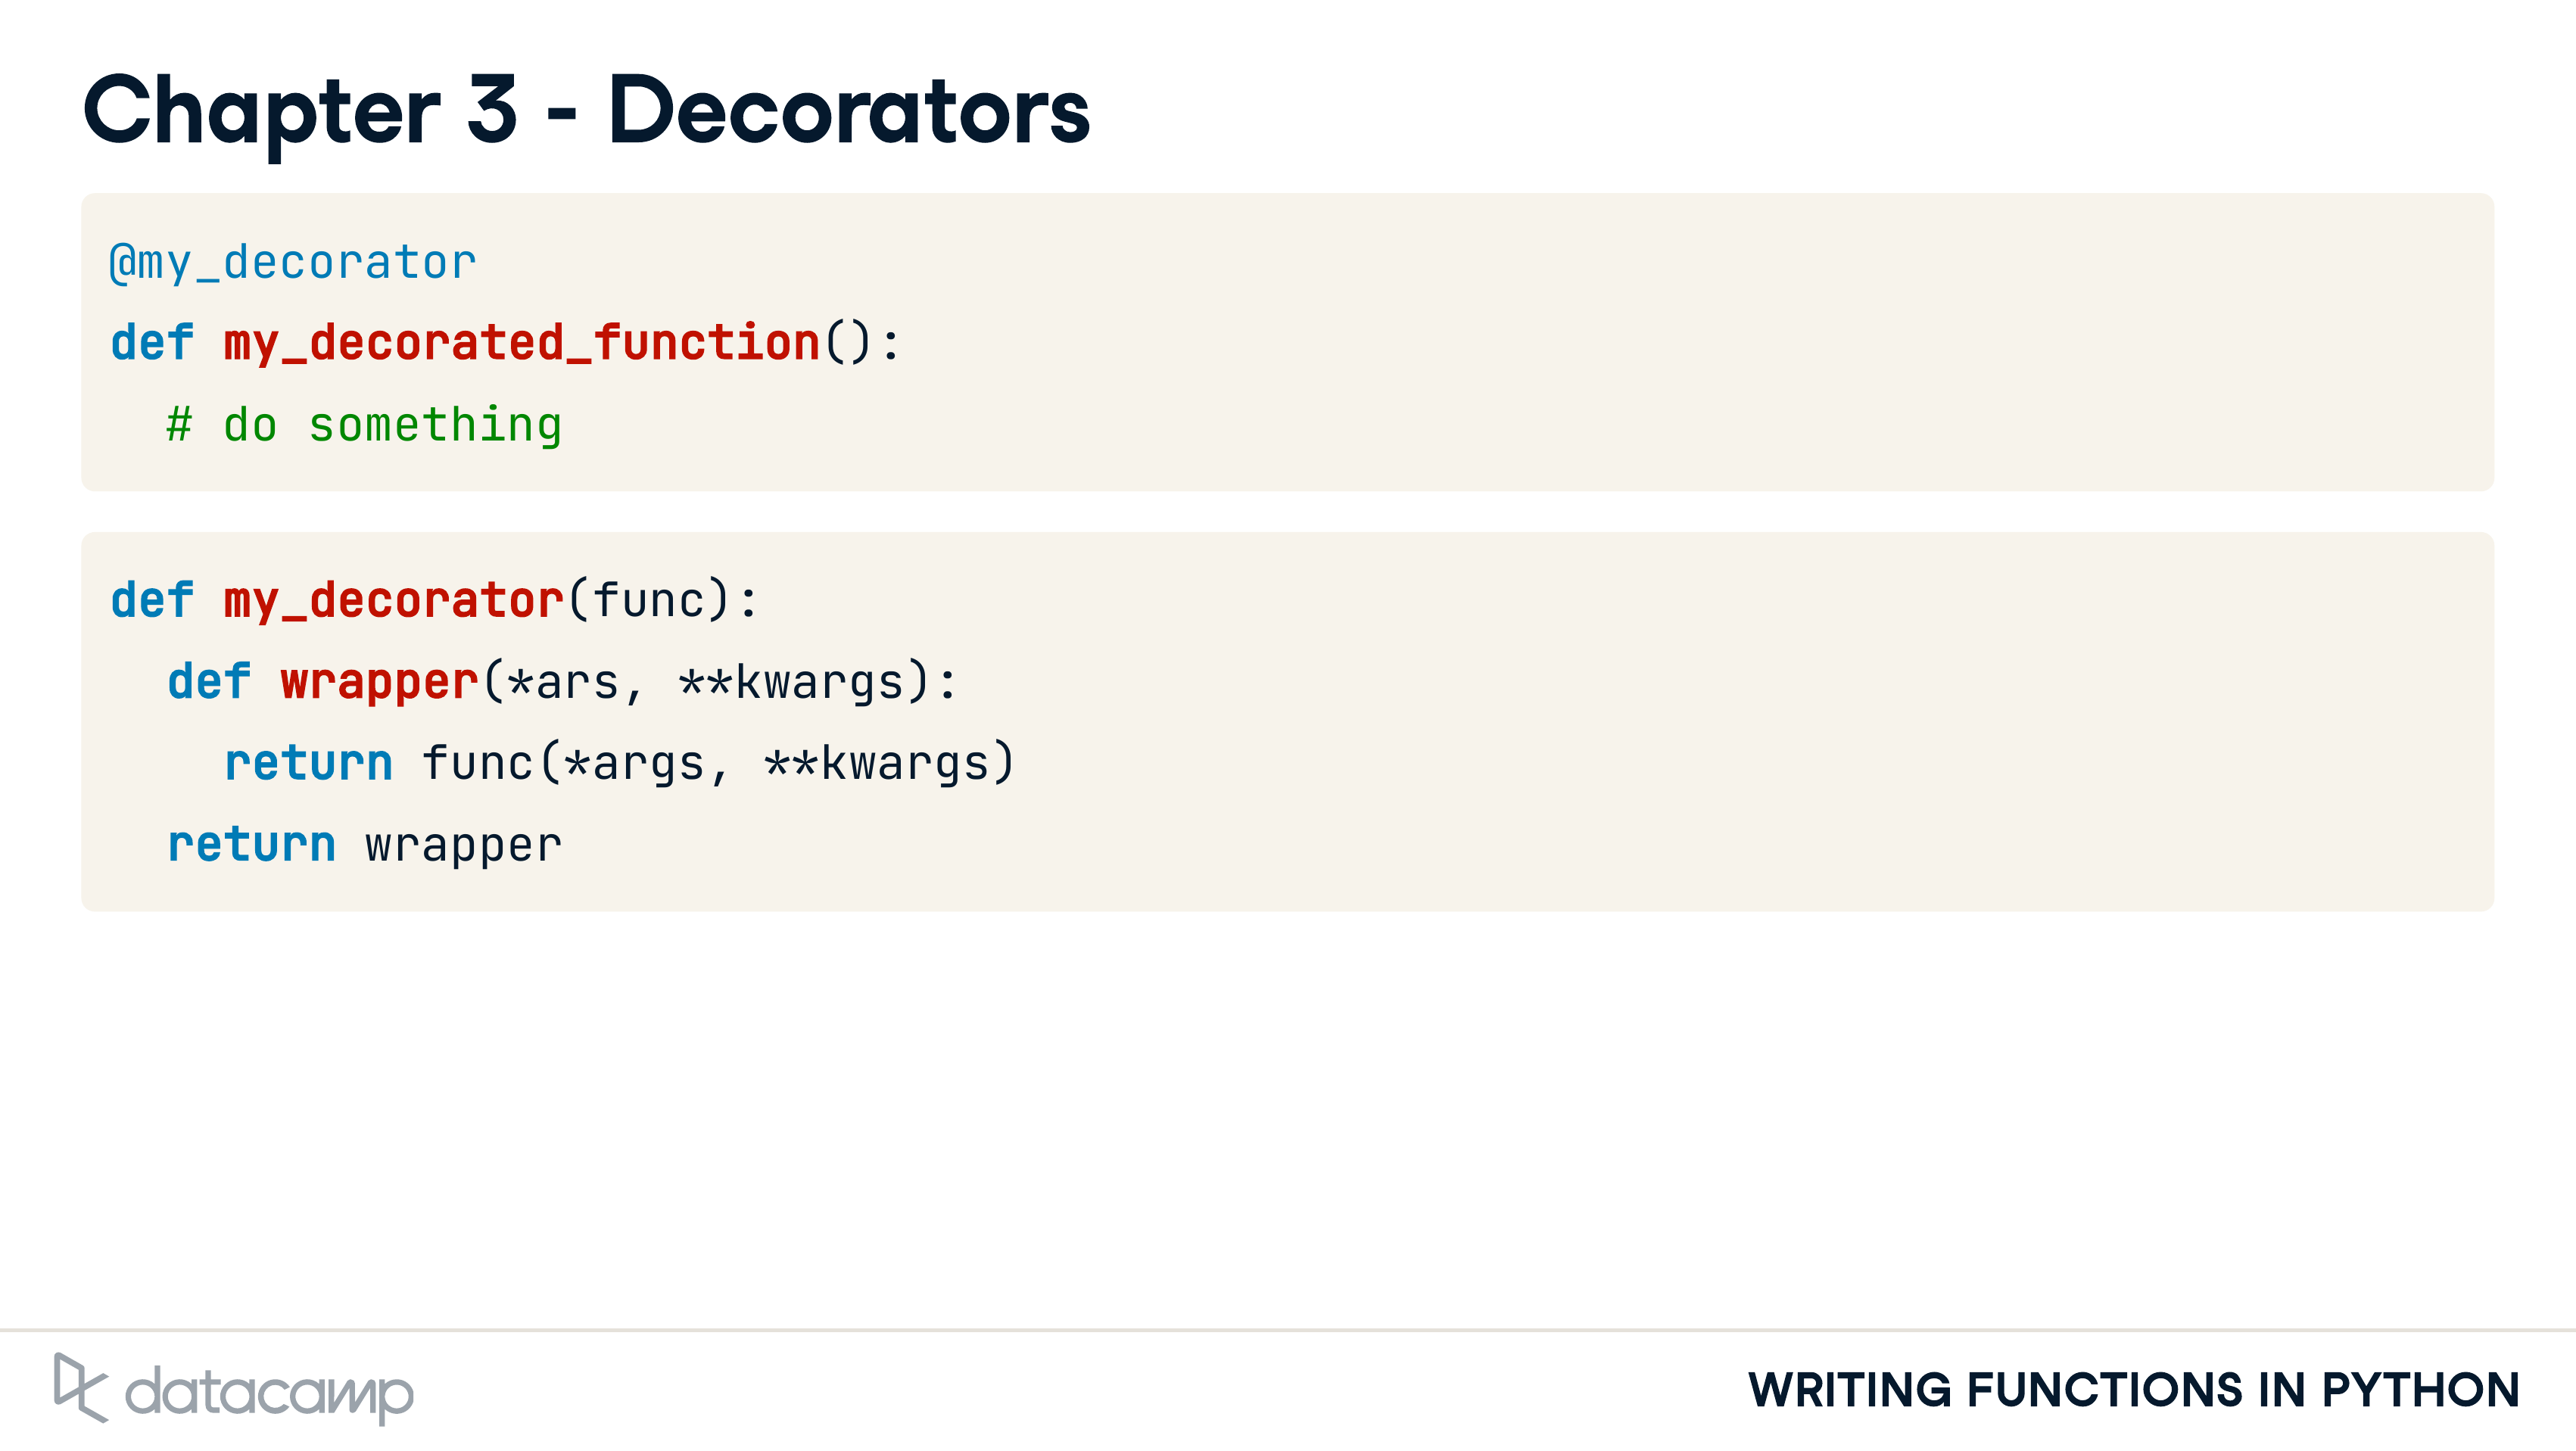 Chapter 3 - Decorators
@my_decorator
def my_decorated_function():
  # do something
def my_decorator(func):
  def wrapper(*ars, **kwargs):
    return func(*args, **kwargs)
  return wrapper
datacamp
WRITING FUNCTIONS IN PYTHON